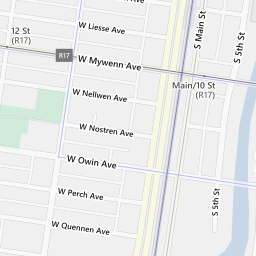 W Liesse Ave
12 St
(R17)
R17
W Mywenn Ave
S Main St
S 5th St
Main/10 St
(R17)
W Nellwen Ave
W Nostren Ave
W Owin Ave
W Perch Ave
S 5th St
W Quennen Ave